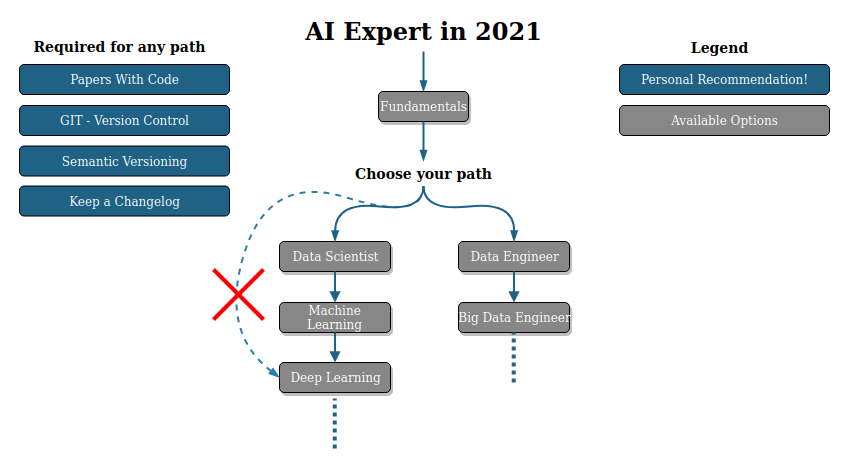 AI Expert in 2021
Required for any path
Papers With Code
GIT - Version Control
Semantic Versioning
Keep a Changelog
Legend
Personal Recommendation!
Available Options
Fundamentals
Choose your path
Data Scientist
Data Engineer
Machine
Learning
Big Data Engineer
Deep Learning